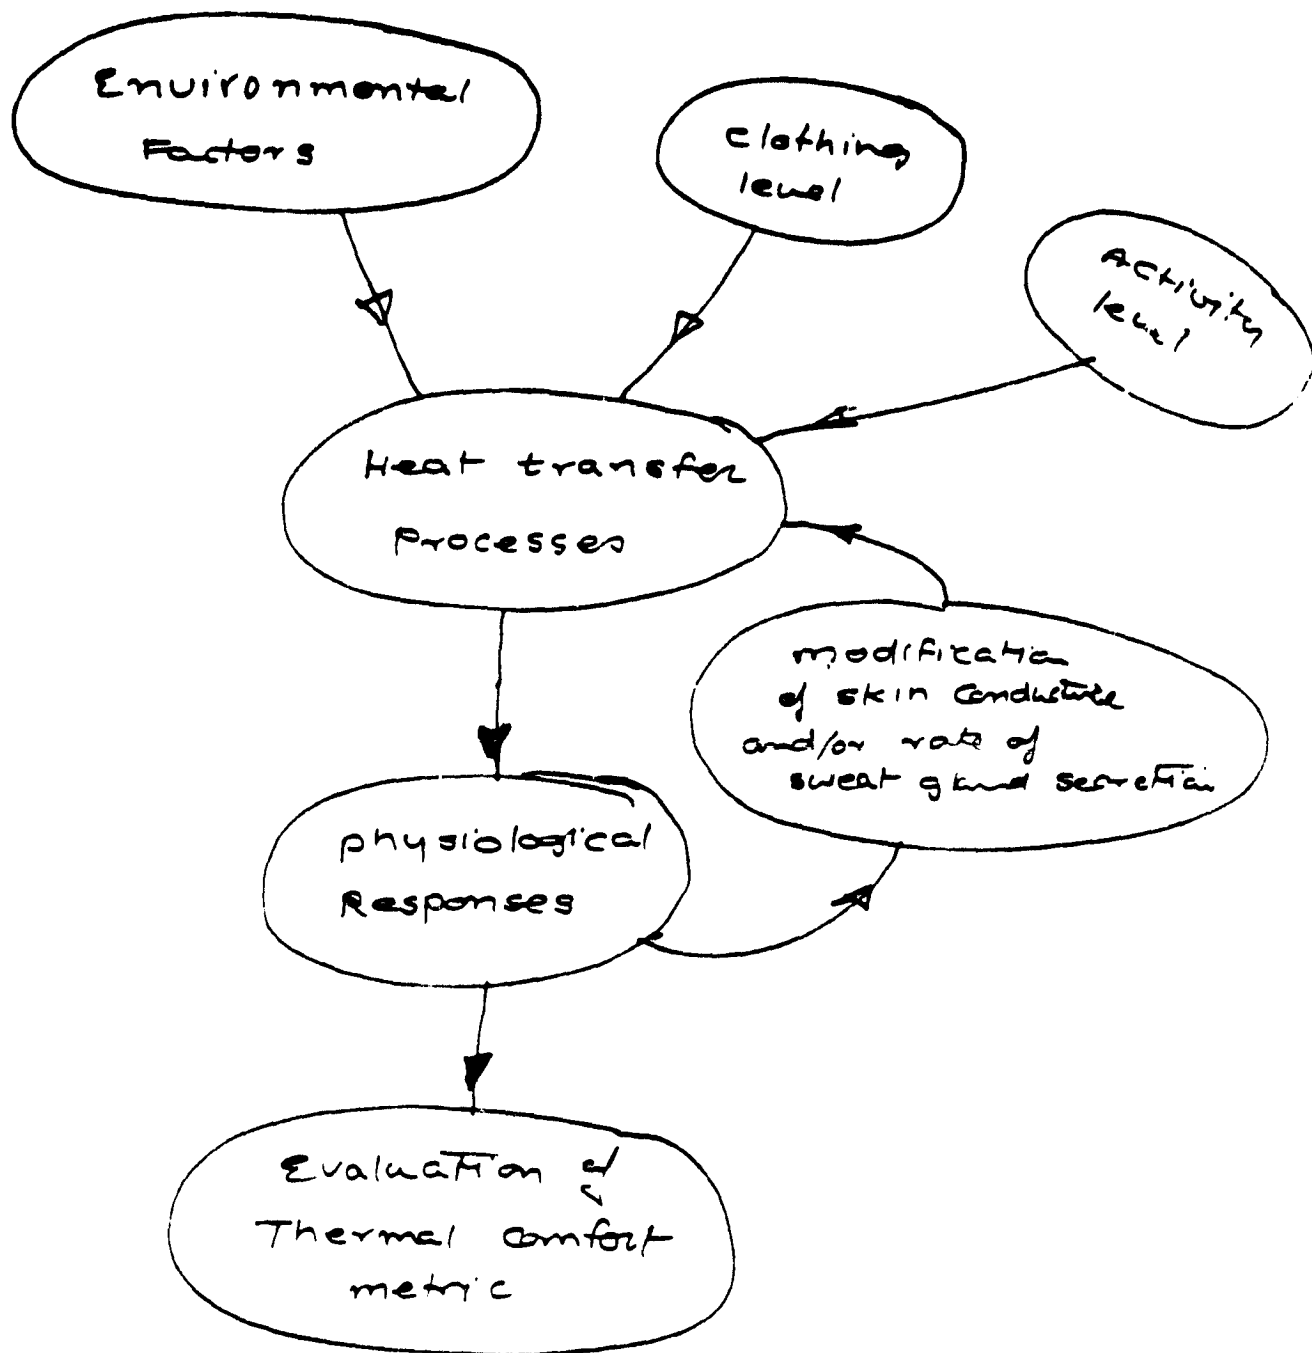 Environmental
Factors
Clothing
level
Activity
level
Heat transfer
Processes
modification
of skin conductance
and/or rate of
sweat gland secretion
physiological
Responses
Evaluation of
Thermal comfort
metric